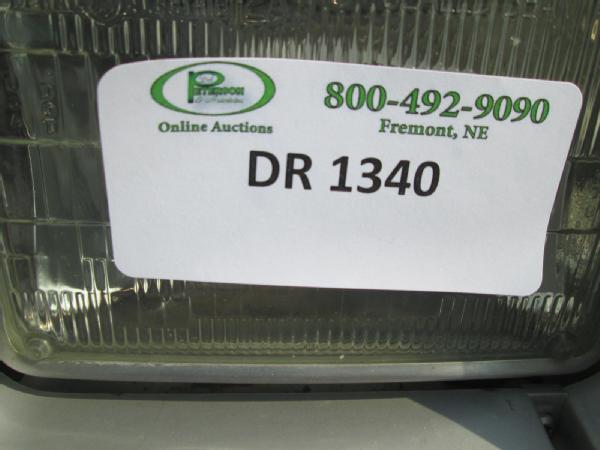 PETERSON
Online Auctions
800-492-9090
Fremont, NE
DR 1340